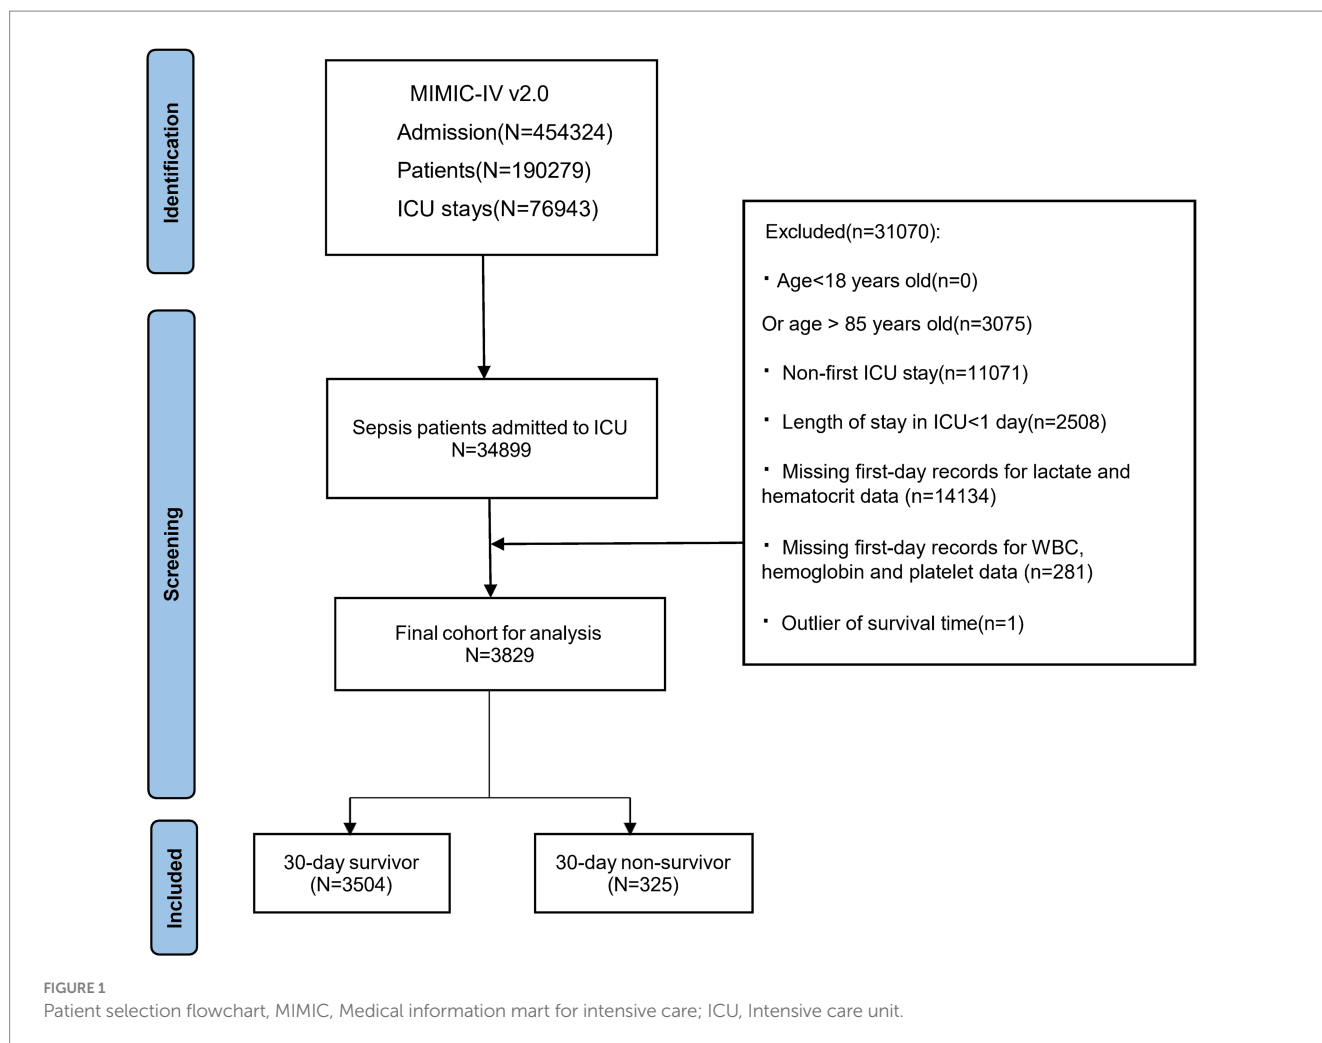 Identification
MIMIC-IV v2.0
Admission(N=454324)
Patients(N=190279)
ICU stays(N=76943)
Excluded(n=31070):
▪ Age<18 years old(n=0)
Or age > 85 years old(n=3075)
▪ Non-first ICU stay(n=11071)
▪ Length of stay in ICU<1 day(n=2508)
▪ Missing first-day records for lactate and
hematocrit data (n=14134)
▪ Missing first-day records for WBC,
hemoglobin and platelet data (n=281)
▪ Outlier of survival time(n=1)
Screening
Sepsis patients admitted to ICU
N=34899
Final cohort for analysis
N=3829
Included
30-day survivor
(N=3504)
30-day non-survivor
(N=325)
FIGURE 1
Patient selection flowchart, MIMIC, Medical information mart for intensive care; ICU, Intensive care unit.